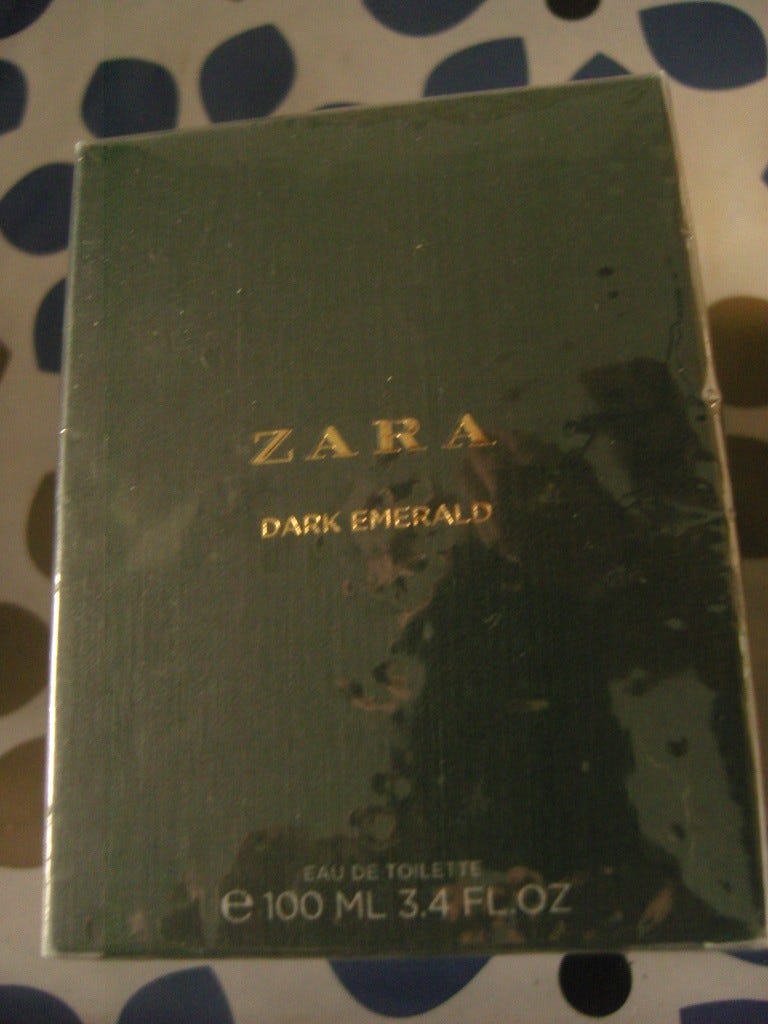 ZARA
DARK EMERALD
EAU DE TOILETTE
℮ 100 ML 3.4 FL.OZ